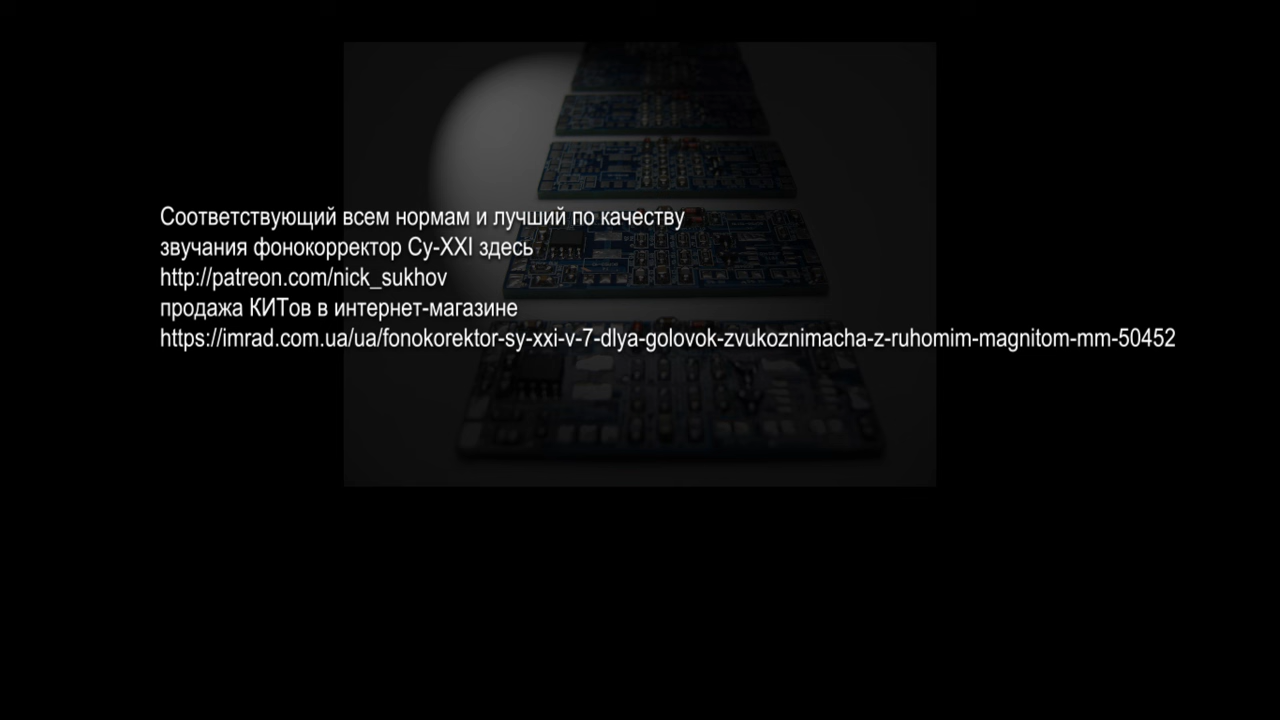 Соответствующий всем нормам и лучший по качеству
звучания фонокорректор Су-XXI здесь
http://patreon.com/nick_sukhov
продажа КИТов в интернет-магазине
https://imrad.com.ua/ua/fonokorektor-sy-xxi-v-7-dlya-golovok-zvukoznimacha-z-ruhomim-magnitom-mm-50452